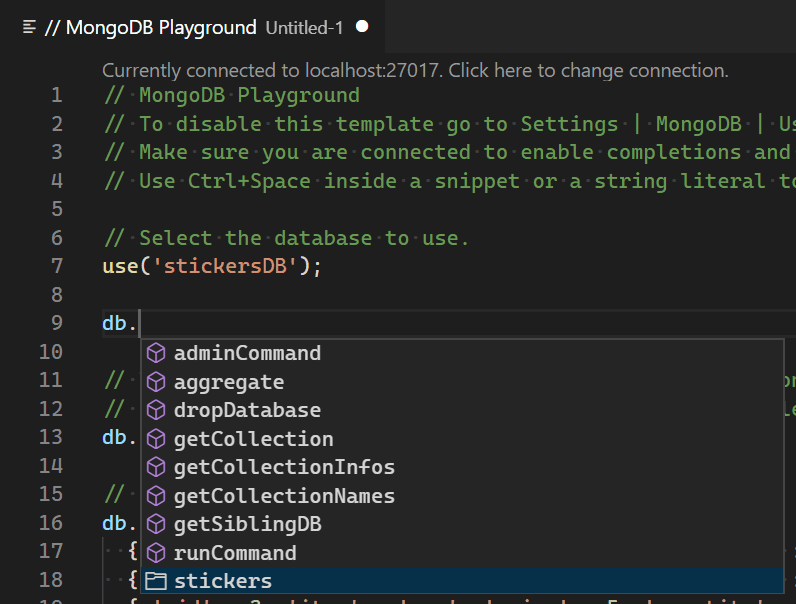 // MongoDB Playground Untitled-1
Currently connected to localhost:27017. Click here to change connection.
1 // MongoDB Playground
2 // To disable this template go to Settings | MongoDB |
3 // Make sure you are connected to enable completions and
4 // Use Ctrl+Space inside a snippet or a string literal
5
6 // Select the database to use.
7 use('stickersDB');
8
9 db.
10 adminCommand
11 // aggregate
12 // dropDatabase
13 db. getCollection
14 getCollectionInfos
15 // getCollectionNames
16 db. getSiblingDB
17 { runCommand
18 { stickers